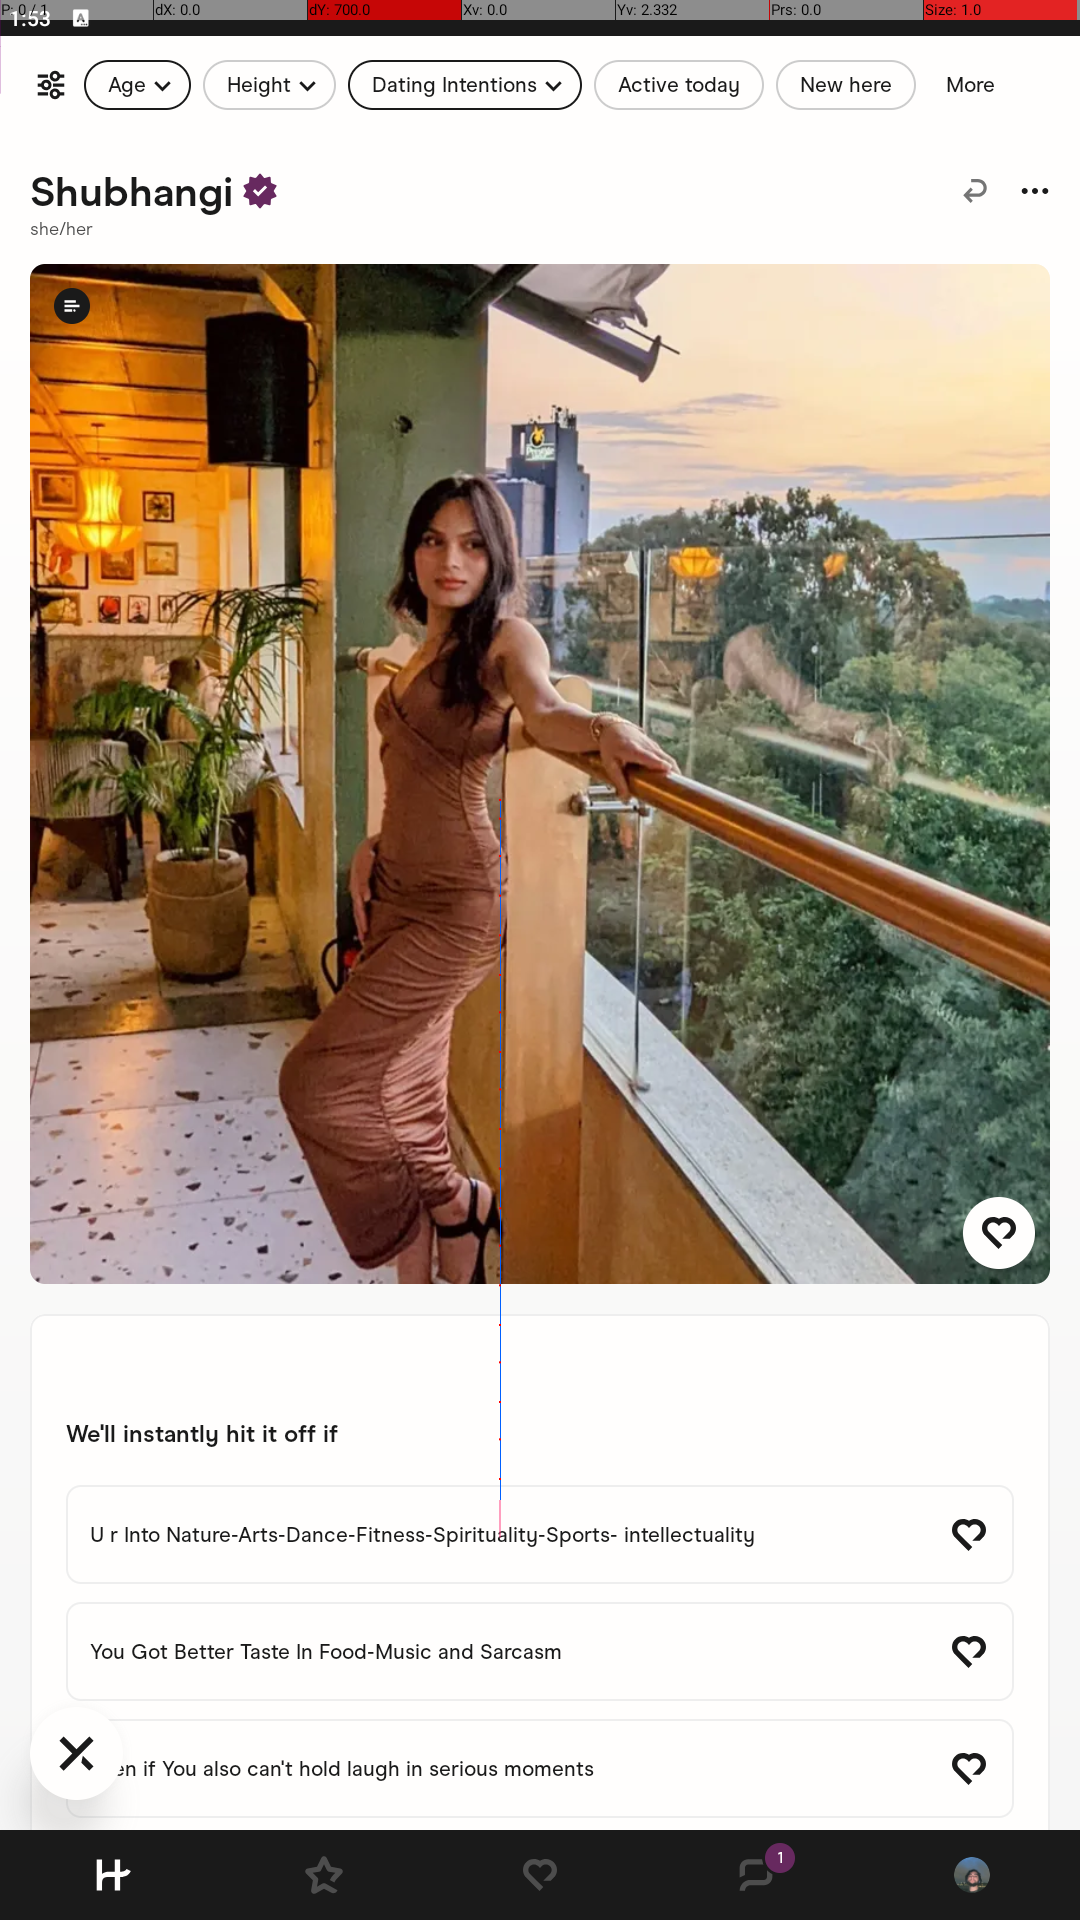 P: 0 / 1 dX: 0.0 dY: 700.0 Xv: 0.0 Yv: 2.332 Prs: 0.0 Size: 1.0
1:53 A
Age Height Dating Intentions Active today New here More
Shubhangi
she/her
We'll instantly hit it off if
U r Into Nature-Arts-Dance-Fitness-Spirituality-Sports- intellectuality
You Got Better Taste In Food-Music and Sarcasm
en if You also can't hold laugh in serious moments
1